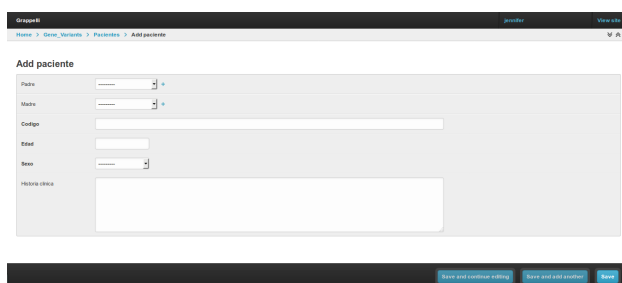 Grappelli jennifer View site
Home > Gene_Variants > Pacientes > Add paciente
Add paciente
Padre --------- +
Madre --------- +
Codigo
Edad
Sexo ---------
Historia clinica
Save and continue editing Save and add another Save